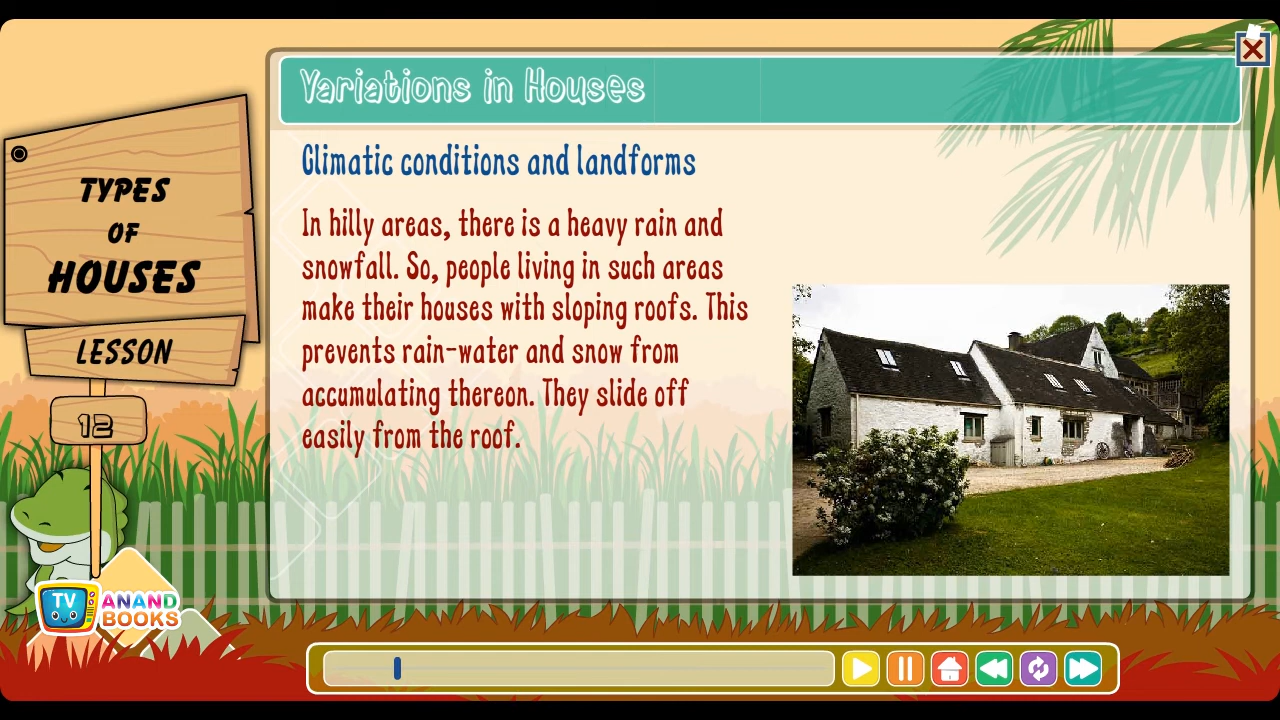 Variations in Houses
Climatic conditions and landforms
In hilly areas, there is a heavy rain and
snowfall. So, people living in such areas
make their houses with sloping roofs. This
prevents rain-water and snow from
accumulating thereon. They slide off
easily from the roof.
TYPES
OF
HOUSES
LESSON
12
TV
ANAND
BOOKS